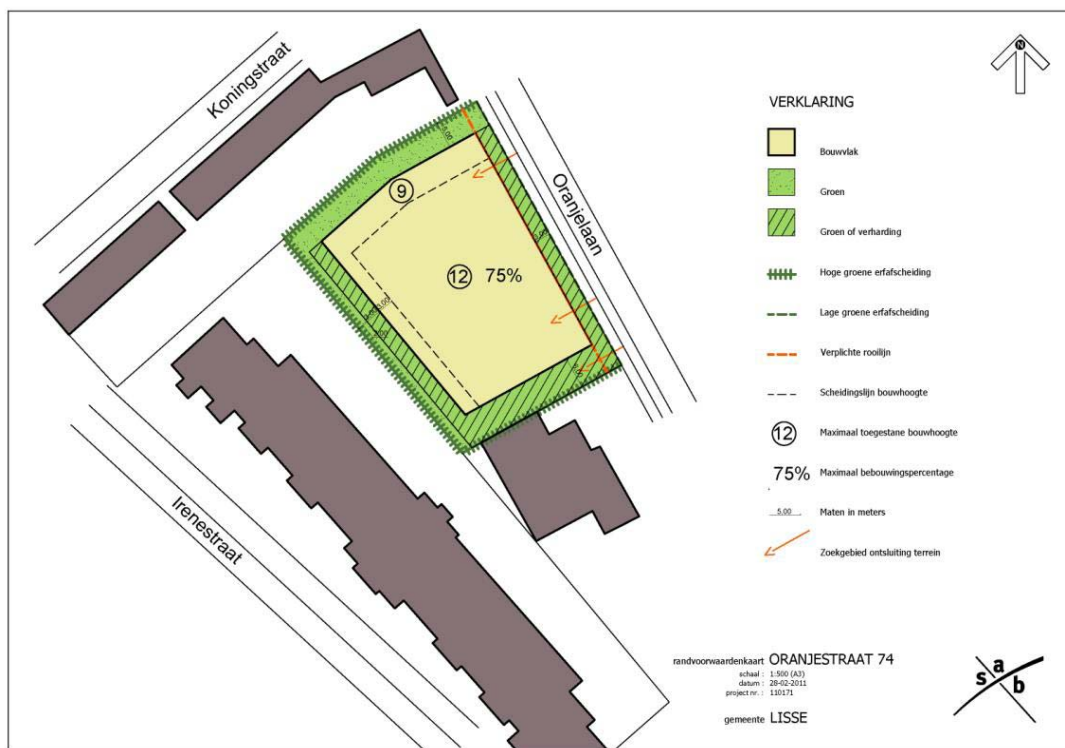 Koningstraat
Oranjelaan
Irenestraat
5,00
9
12 75%
N
VERKLARING
Bouwvlak
Groen
Groen of verharding
Hoge groene erfafscheiding
Lage groene erfafscheiding
Verplichte rooilijn
Scheidingslijn bouwhoogte
12 Maximaal toegestane bouwhoogte
75% Maximaal bebouwingspercentage
5,00 Maten in meters
Zoekgebied ontsluiting terrein
randvoorwaardenkaart ORANJESTRAAT 74
schaal : 1:500 (A3)
datum : 28-02-2011
project nr. : 110171
gemeente LISSE
s a b